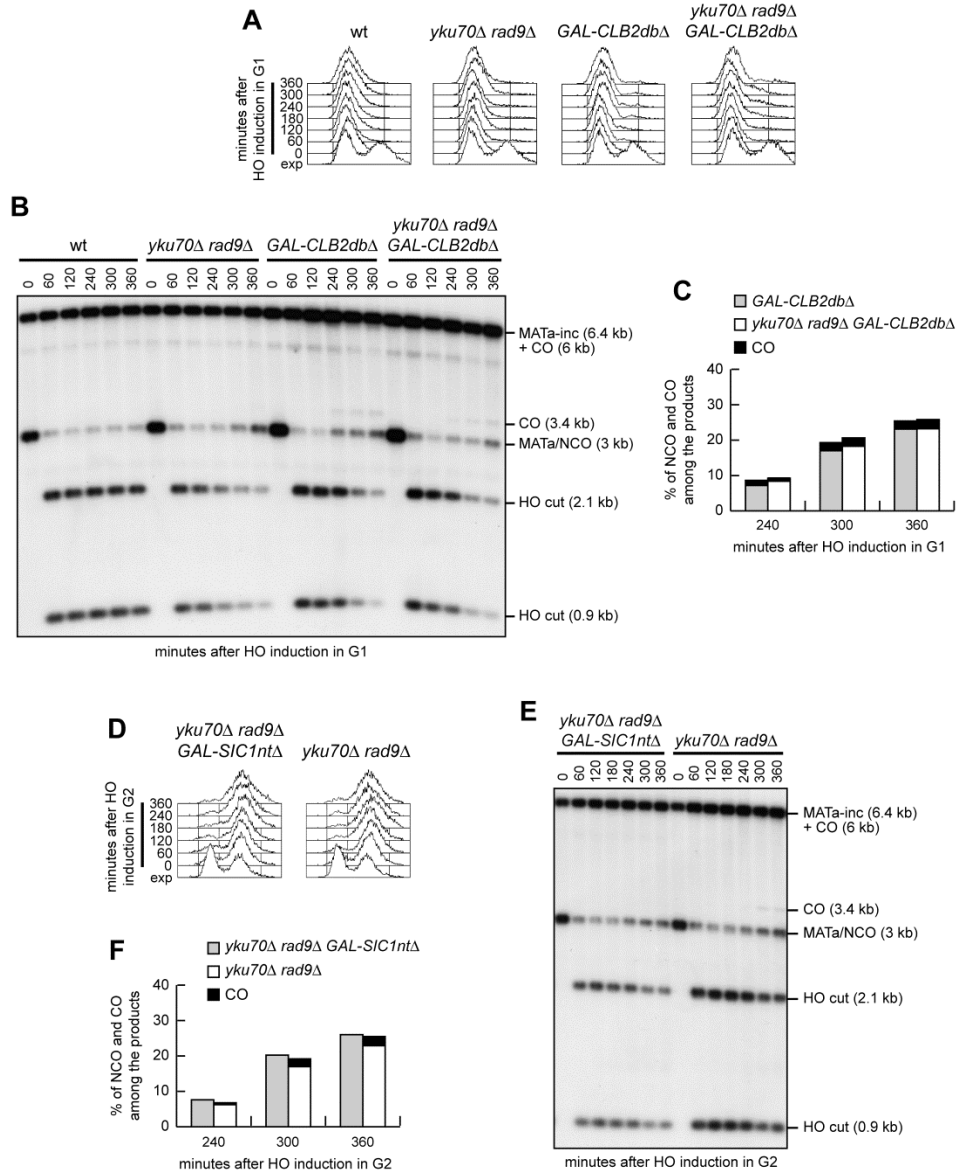 A
wt
yku70Δ rad9Δ
GAL-CLB2dbΔ
yku70Δ rad9Δ
GAL-CLB2dbΔ
minutes after
HO induction in G1
360
300
240
180
120
60
0
exp
B
wt
yku70Δ rad9Δ
GAL-CLB2dbΔ
yku70Δ rad9Δ
GAL-CLB2dbΔ
0 60 120 240 300 360 0 60 120 240 300 360 0 60 120 240 300 360 0 60 120 240 300 360
MATa-inc (6.4 kb)
+ CO (6 kb)
CO (3.4 kb)
MATa/NCO (3 kb)
HO cut (2.1 kb)
HO cut (0.9 kb)
minutes after HO induction in G1
C
GAL-CLB2dbΔ
yku70Δ rad9Δ GAL-CLB2dbΔ
CO
% of NCO and CO
among the products
40
30
20
10
0
240 300 360
minutes after HO induction in G1
D
yku70Δ rad9Δ
GAL-SIC1ntΔ
yku70Δ rad9Δ
minutes after HO
induction in G2
360
240
180
120
60
0
exp
E
yku70Δ rad9Δ
GAL-SIC1ntΔ
yku70Δ rad9Δ
0 60 120 180 240 300 360 0 60 120 180 240 300 360
MATa-inc (6.4 kb)
+ CO (6 kb)
CO (3.4 kb)
MATa/NCO (3 kb)
HO cut (2.1 kb)
HO cut (0.9 kb)
minutes after HO induction in G2
F
yku70Δ rad9Δ GAL-SIC1ntΔ
yku70Δ rad9Δ
CO
% of NCO and CO
among the products
40
30
20
10
0
240 300 360
minutes after HO induction in G2